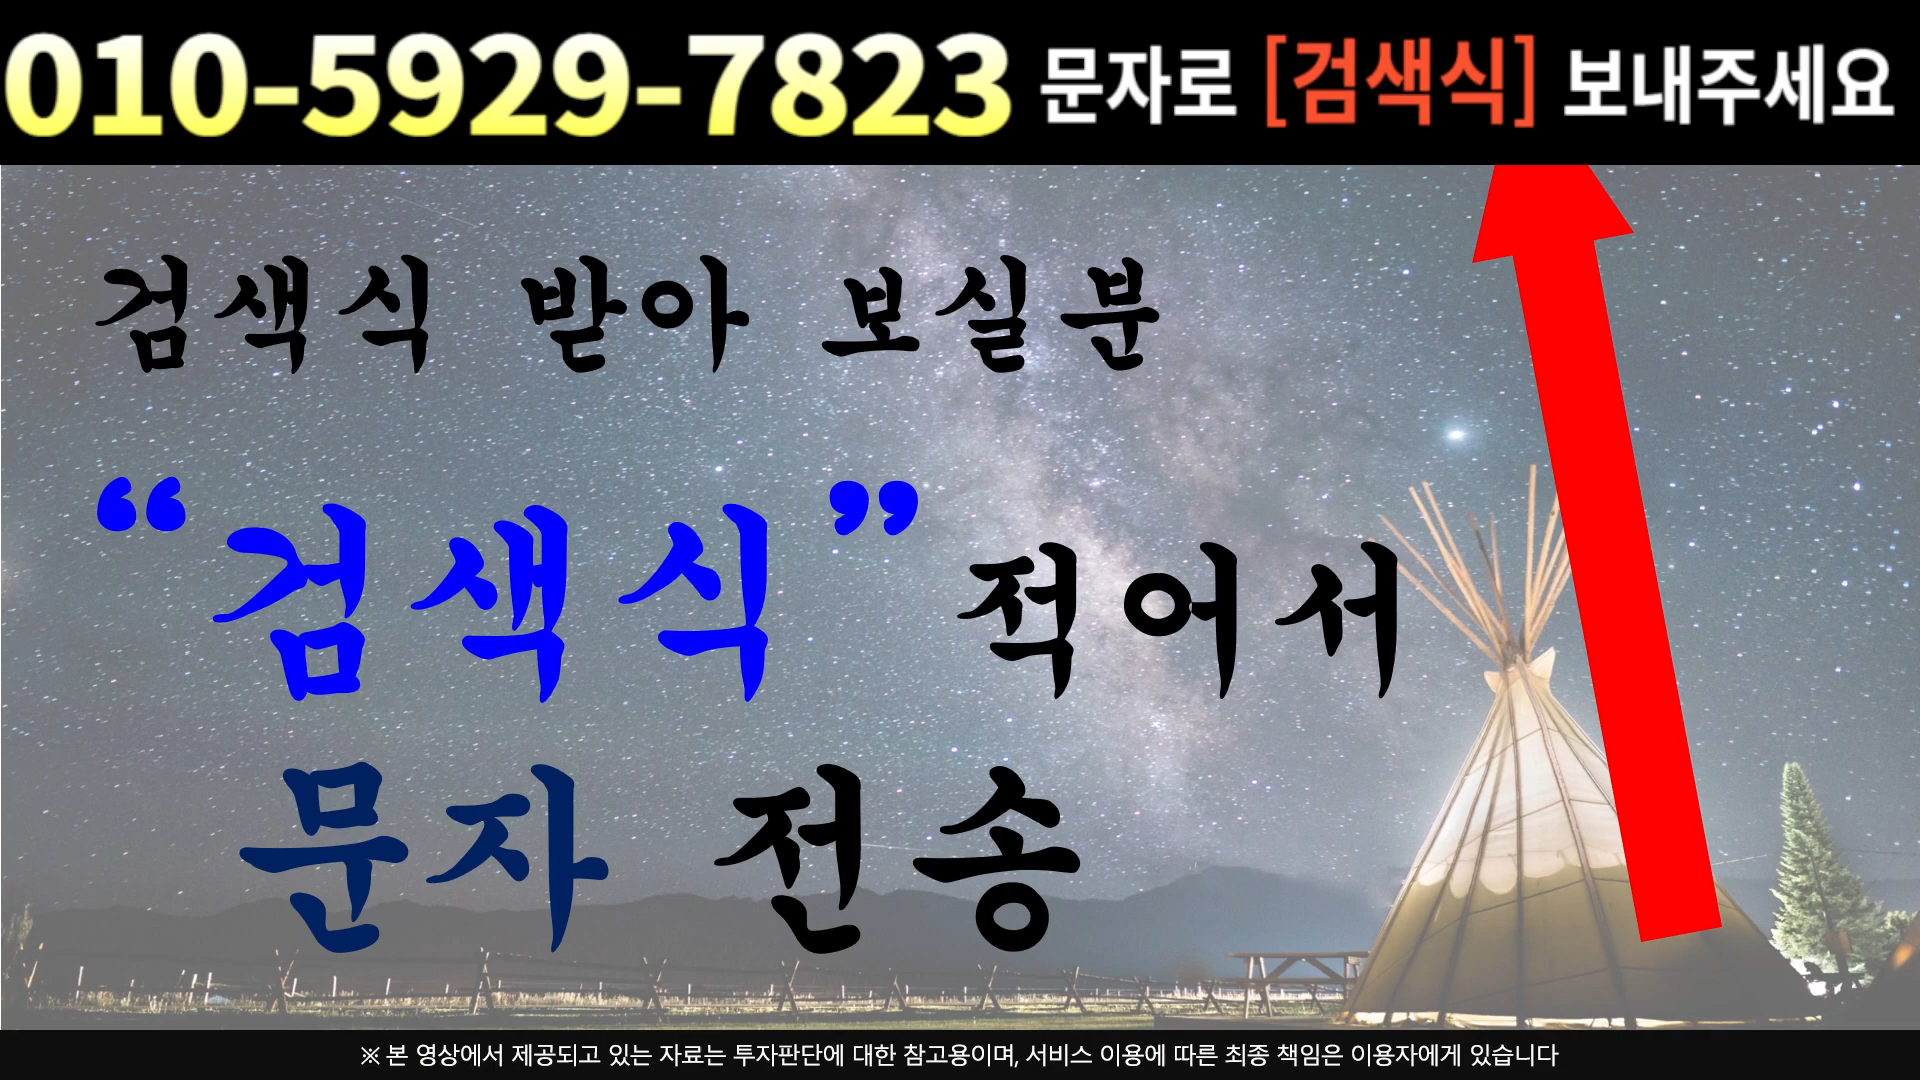 010-5929-7823 문자로 [검색식] 보내주세요
검색식 받아 보실분
“검색식” 적어서
문자 전송
※ 본 영상에서 제공되고 있는 자료는 투자판단에 대한 참고용이며, 서비스 이용에 따른 최종 책임은 이용자에게 있습니다